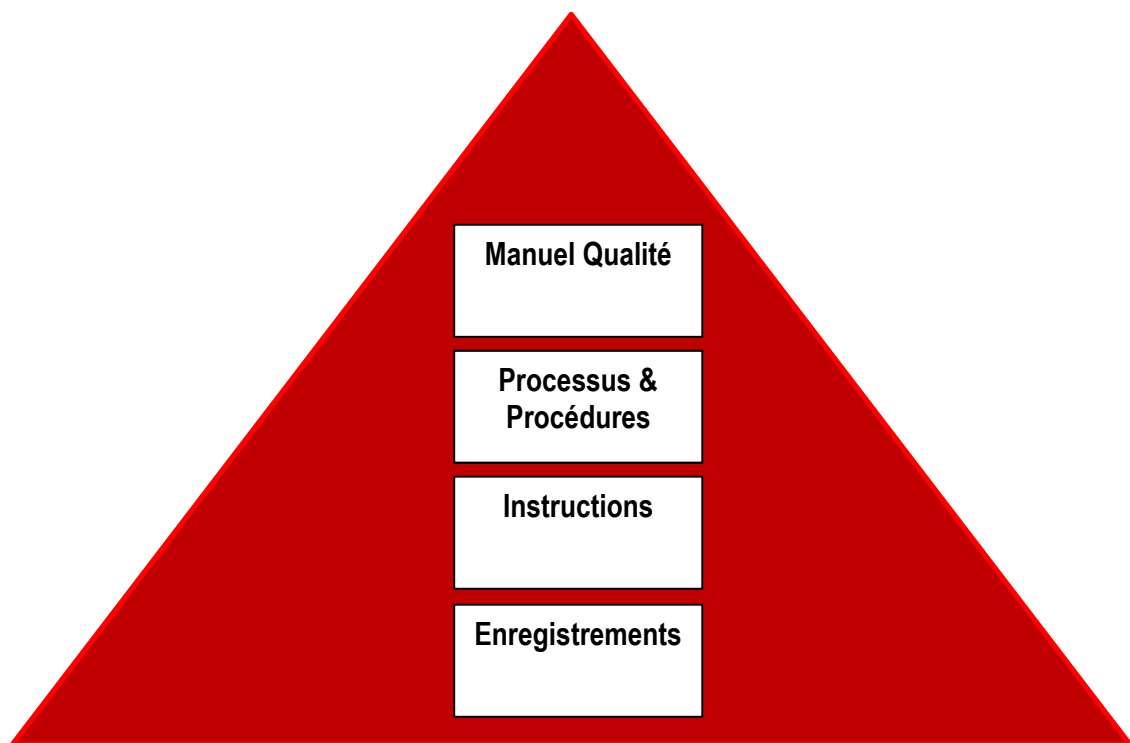 Manuel Qualité
Processus &
Procédures
Instructions
Enregistrements